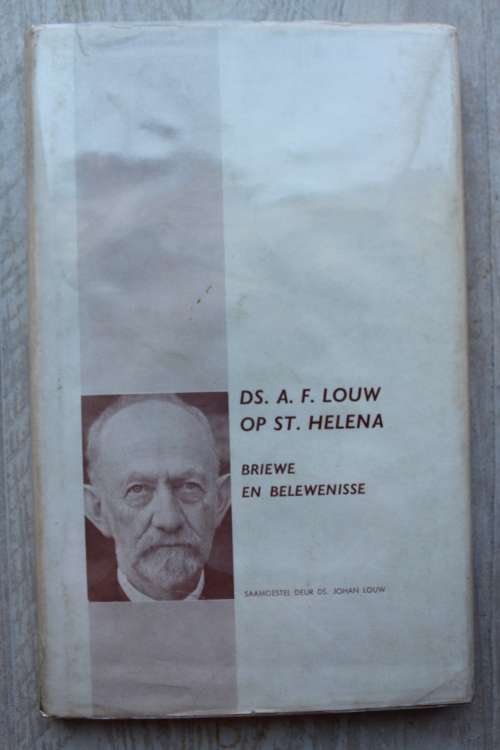 DS. A. F. LOUW
OP ST. HELENA
BRIEWE
EN BELEWENISSE
SAAMGESTEL DEUR DS. JOHAN LOUW